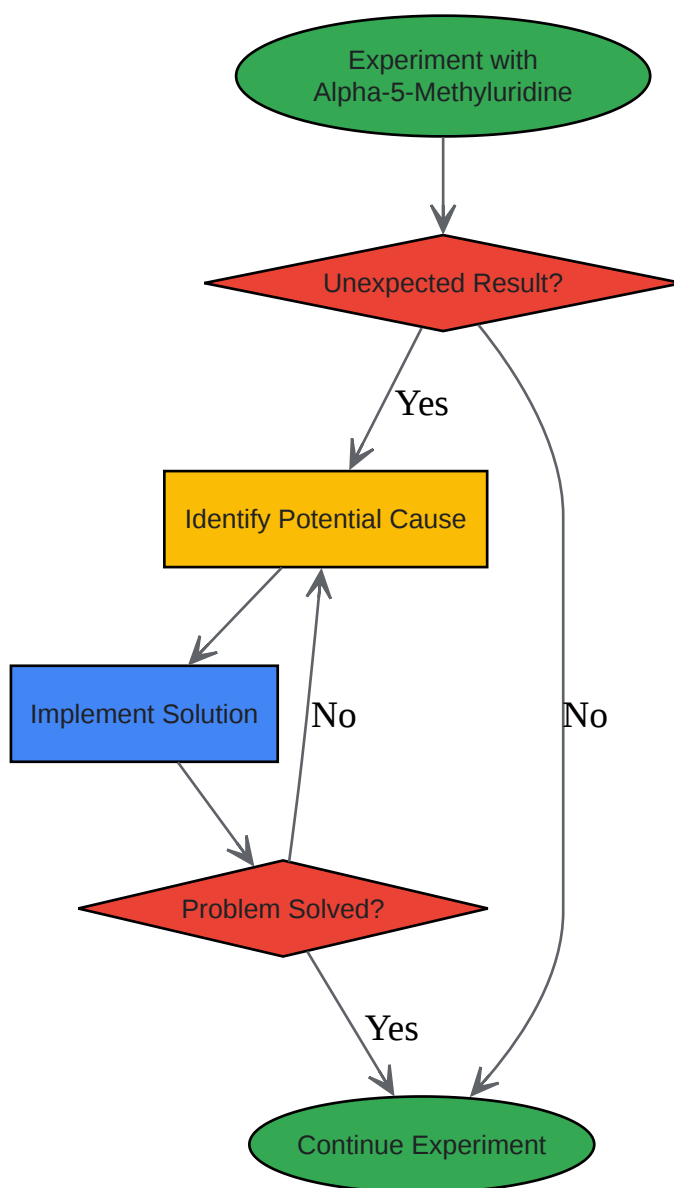 Experiment with
Alpha-5-Methyluridine
Unexpected Result?
Yes
Identify Potential Cause
Implement Solution
No
No
Problem Solved?
Yes
Continue Experiment